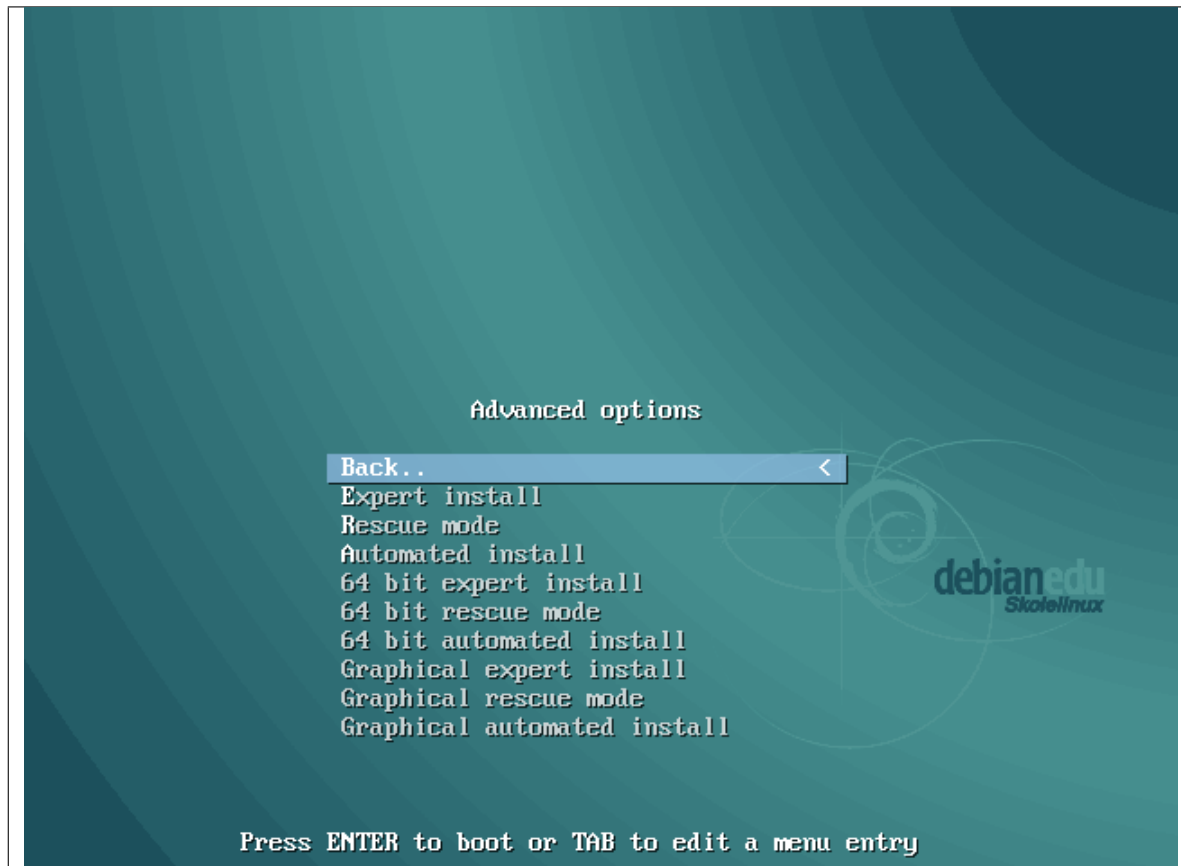 Advanced options
Back.. <
Expert install
Rescue mode
Automated install
64 bit expert install
64 bit rescue mode
64 bit automated install
Graphical expert install
Graphical rescue mode
Graphical automated install
debianedu
Skolelinux
Press ENTER to boot or TAB to edit a menu entry